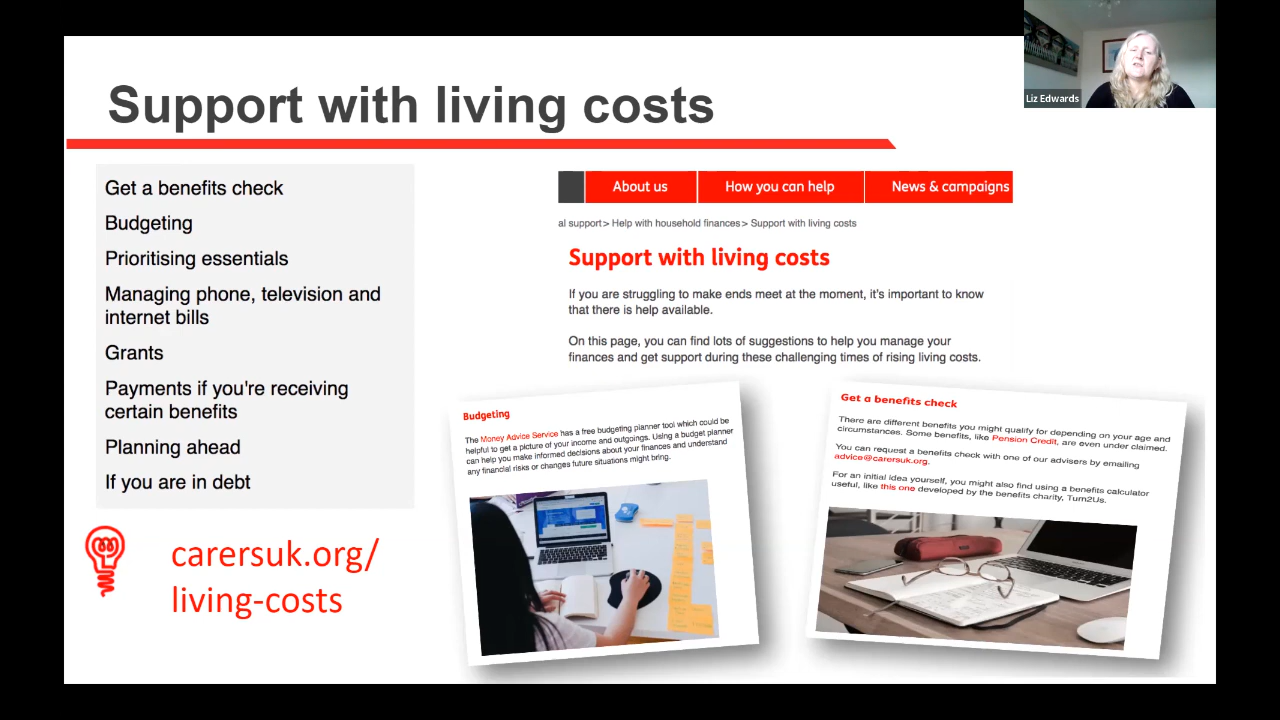 Support with living costs
Liz Edwards
Get a benefits check
Budgeting
Prioritising essentials
Managing phone, television and
internet bills
Grants
Payments if you're receiving
certain benefits
Planning ahead
If you are in debt
carersuk.org/
living-costs
About us
How you can help
News & campaigns
al support> Help with household finances> Support with living costs
Support with living costs
If you are struggling to make ends meet at the moment, it's important to know
that there is help available.
On this page, you can find lots of suggestions to help you manage your
finances and get support during these challenging times of rising living costs.
Budgeting
The Money Advice Service has a free budgeting planner tool which could be
helpful to get a picture of your income and outgoings. Using a budget planner
can help you make informed decisions about your finances and understand
any financial risks or changes future situations might bring.
Get a benefits check
There are different benefits you might qualify for depending on your age and
circumstances. Some benefits, like Pension Credit, are even under claimed.
You can request a benefits check with one of our advisers by emailing
advice@carersuk.org.
For an initial idea yourself, you might also find using a benefits calculator
useful, like this one developed by the benefits charity, Turn2Us.